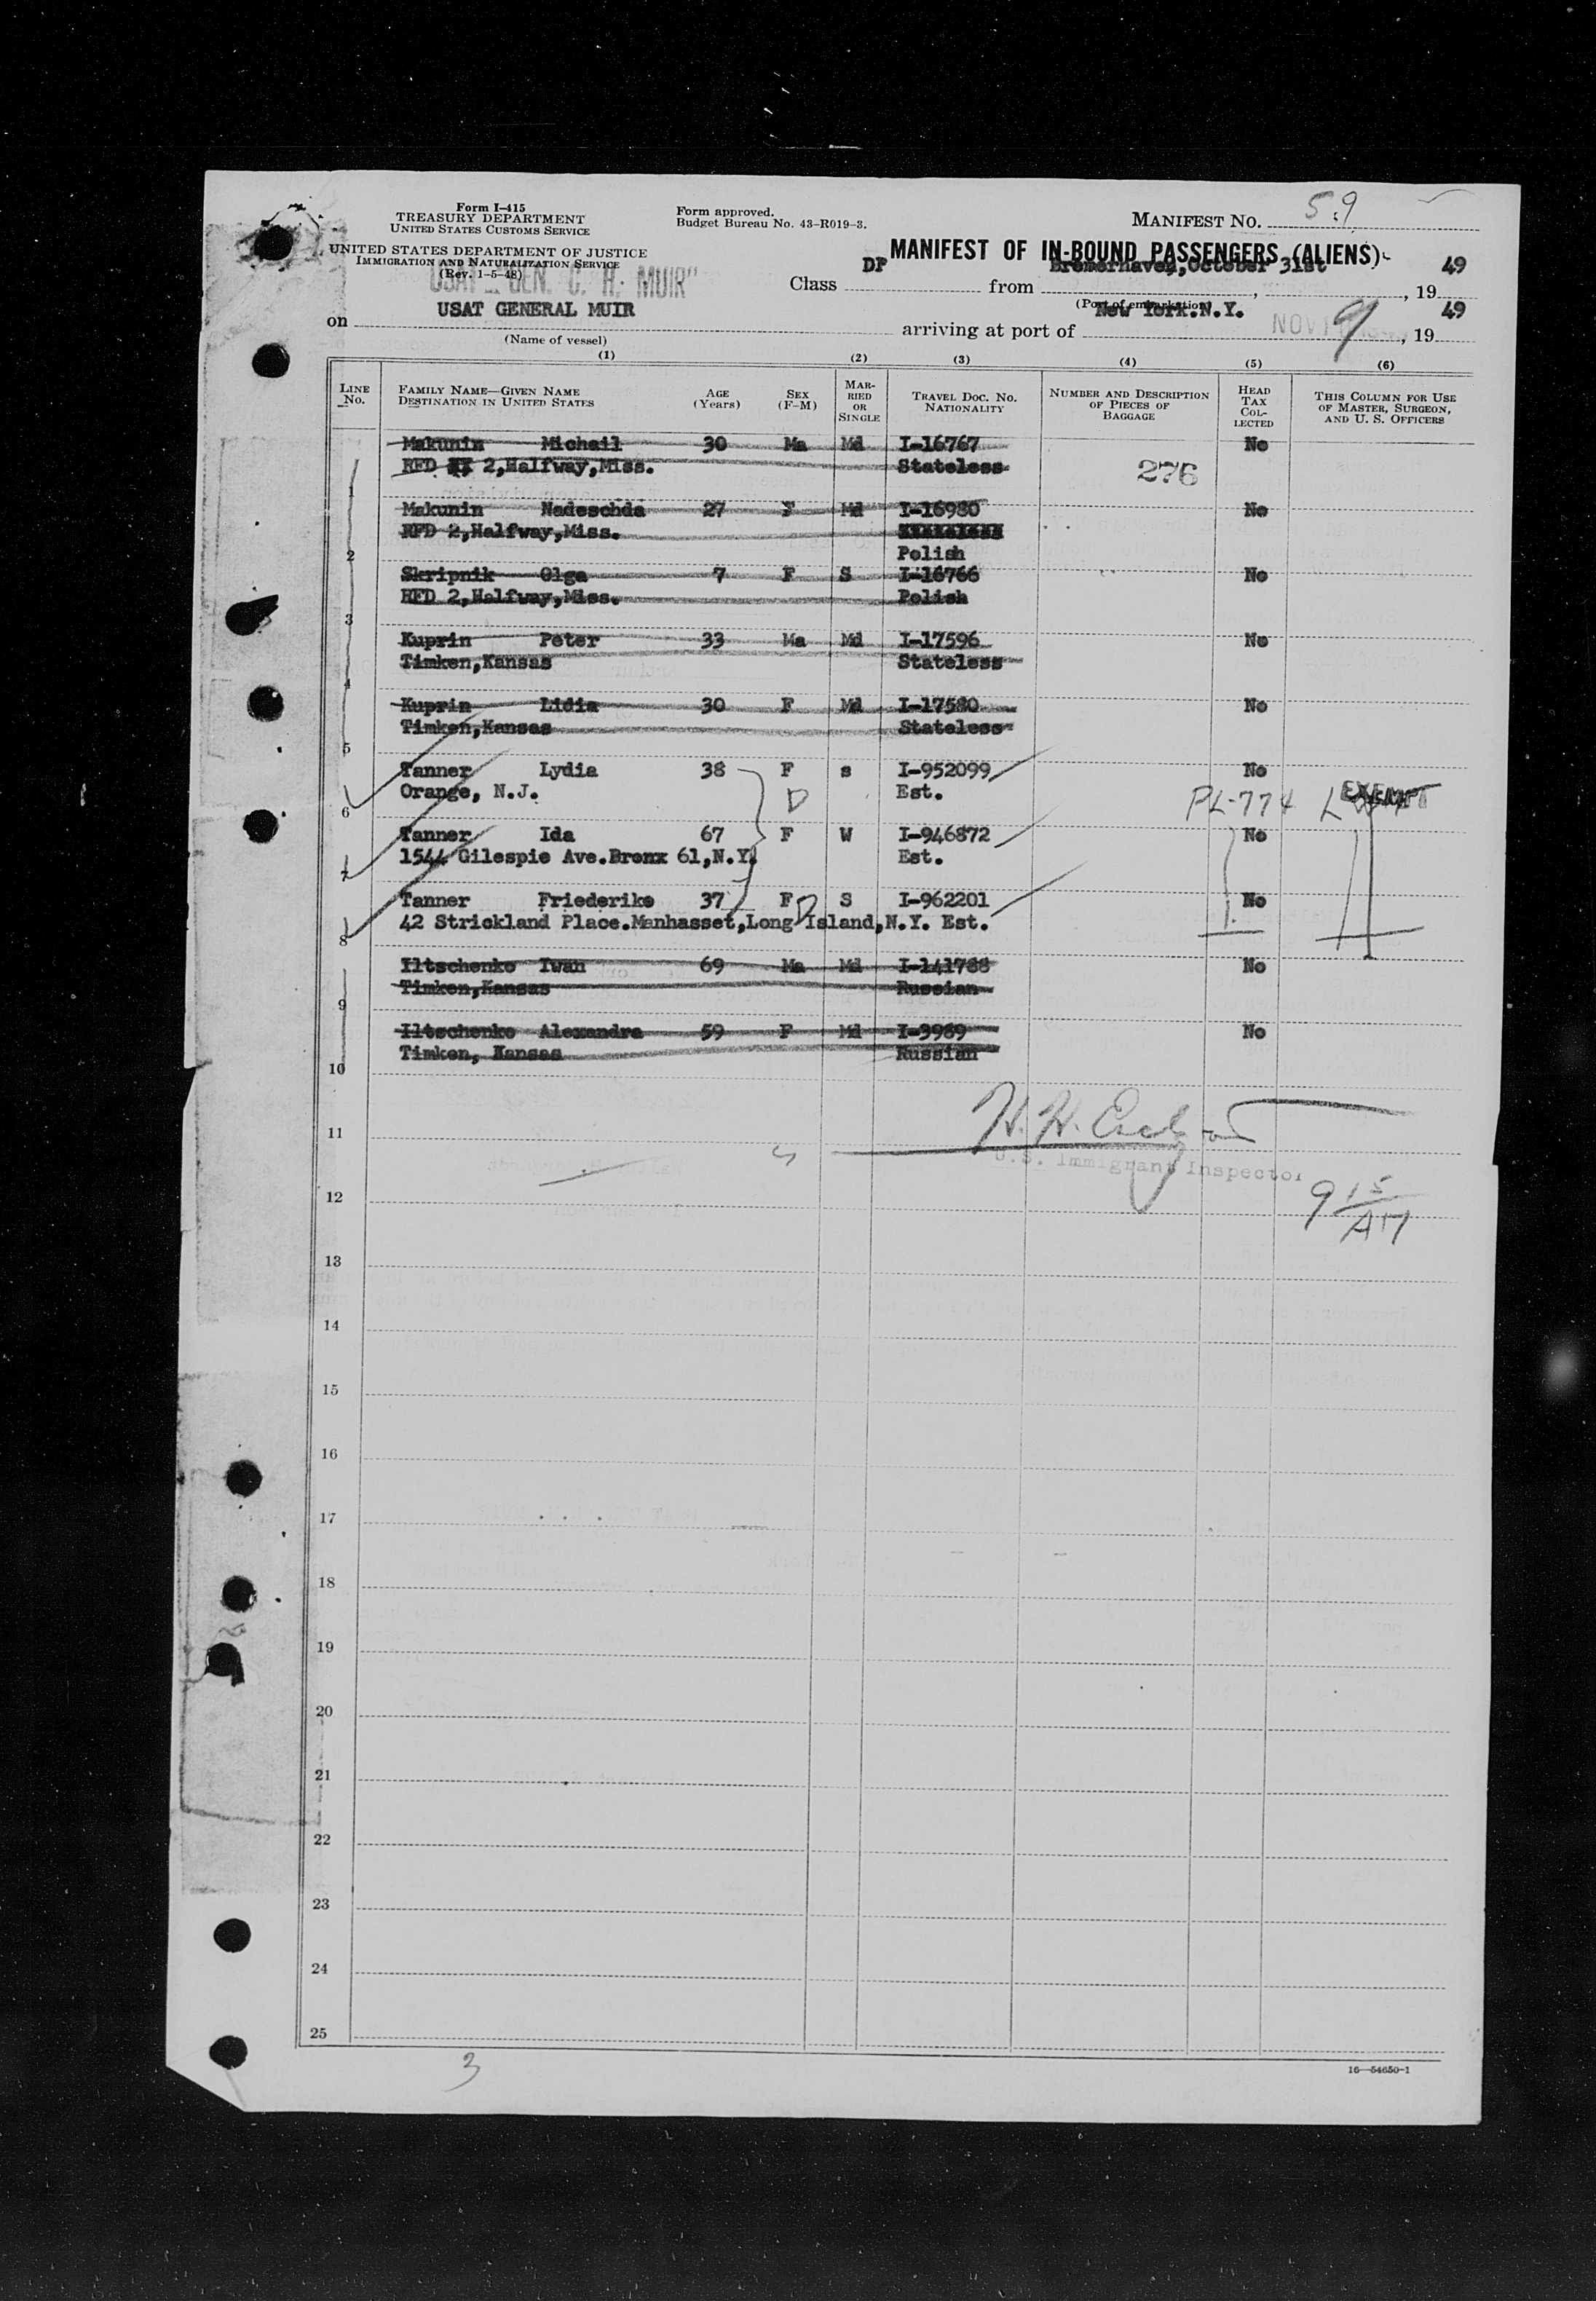 Form I-415
TREASURY DEPARTMENT
UNITED STATES CUSTOMS SERVICE
UNITED STATES DEPARTMENT OF JUSTICE
IMMIGRATION AND NATURALIZATION SERVICE
(Rev. 1-5-48)
Form approved.
Budget Bureau No. 43-R019-3.
MANIFEST NO. 59
MANIFEST OF IN-BOUND PASSENGERS (ALIENS)
USAT GEN. C. H. MUIR"
Class DP from Bremerhaven, October 31st, 19 49
(Port of embarkation)
on USAT GENERAL MUIR arriving at port of New York.N.Y. NOV 9, 19 49
(Name of vessel)
(1) (2) (3) (4) (5) (6)
LINE No. FAMILY NAME—GIVEN NAME DESTINATION IN UNITED STATES AGE (Years) SEX (F-M) MARRIED OR SINGLE TRAVEL DOC. NO. NATIONALITY NUMBER AND DESCRIPTION OF PIECES OF BAGGAGE HEAD TAX COLLECTED THIS COLUMN FOR USE OF MASTER, SURGEON, AND U. S. OFFICERS
Makunin Michail 30 Ma Md I-16767 No
RFD 2,Halfway,Miss. Stateless 276
1
Makunin Nadeschda 27 F Md I-16980 No
RFD 2,Halfway,Miss.
2 Polish
Skripnik Olga 7 F S I-16766 No
RFD 2,Halfway,Miss. Polish
3
Kuprin Peter 33 Ma Md I-17596 No
Timken,Kansas Stateless
4
Kuprin Lidia 30 F Md I-17580 No
Timken,Kansas Stateless
5
Tanner Lydia 38 F s I-952099 No
Orange, N.J. D Est. PL-774 EXEMPT
6
Tanner Ida 67 F W I-946872 No
1544 Gilespie Ave.Bronx 61,N.Y. Est.
7
Tanner Friederike 37 F D S I-962201 No
42 Strickland Place.Manhasset,Long Island,N.Y. Est.
8
Iltschenko Iwan 69 Ma Md I-141788 No
Timken,Kansas Russian
9
Iltschenko Alexandra 59 F Md I-3989 No
Timken, Kansas Russian
10
11
U.S. Immigrant Inspector
12
9 15 AM
13
14
15
16
17
18
19
20
21
22
23
24
25
3
16—54650-1